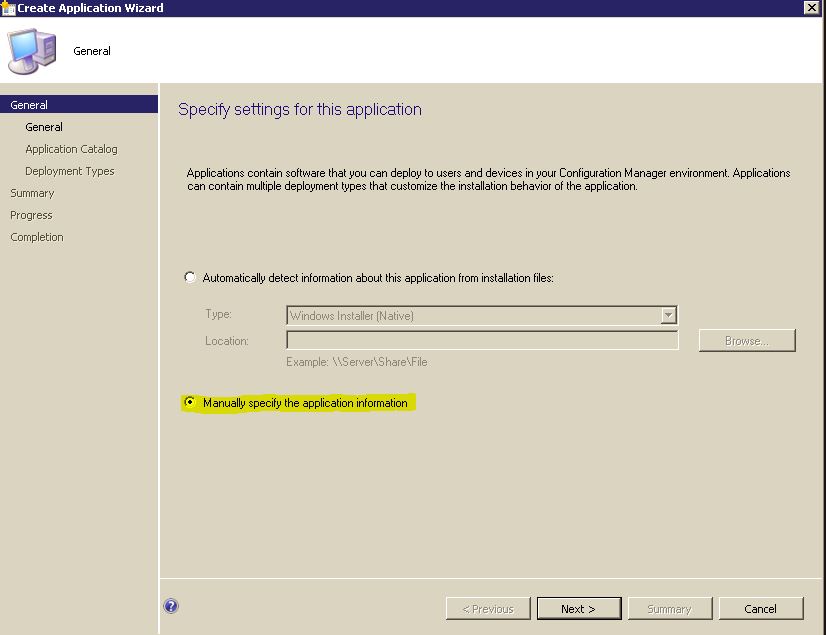 Create Application Wizard
General
General
General
Application Catalog
Deployment Types
Summary
Progress
Completion
Specify settings for this application
Applications contain software that you can deploy to users and devices in your Configuration Manager environment. Applications
can contain multiple deployment types that customize the installation behavior of the application.
Automatically detect information about this application from installation files:
Type:
Windows Installer (Native)
Location:
Browse...
Example: \\Server\Share\File
Manually specify the application information
?
< Previous
Next >
Summary
Cancel